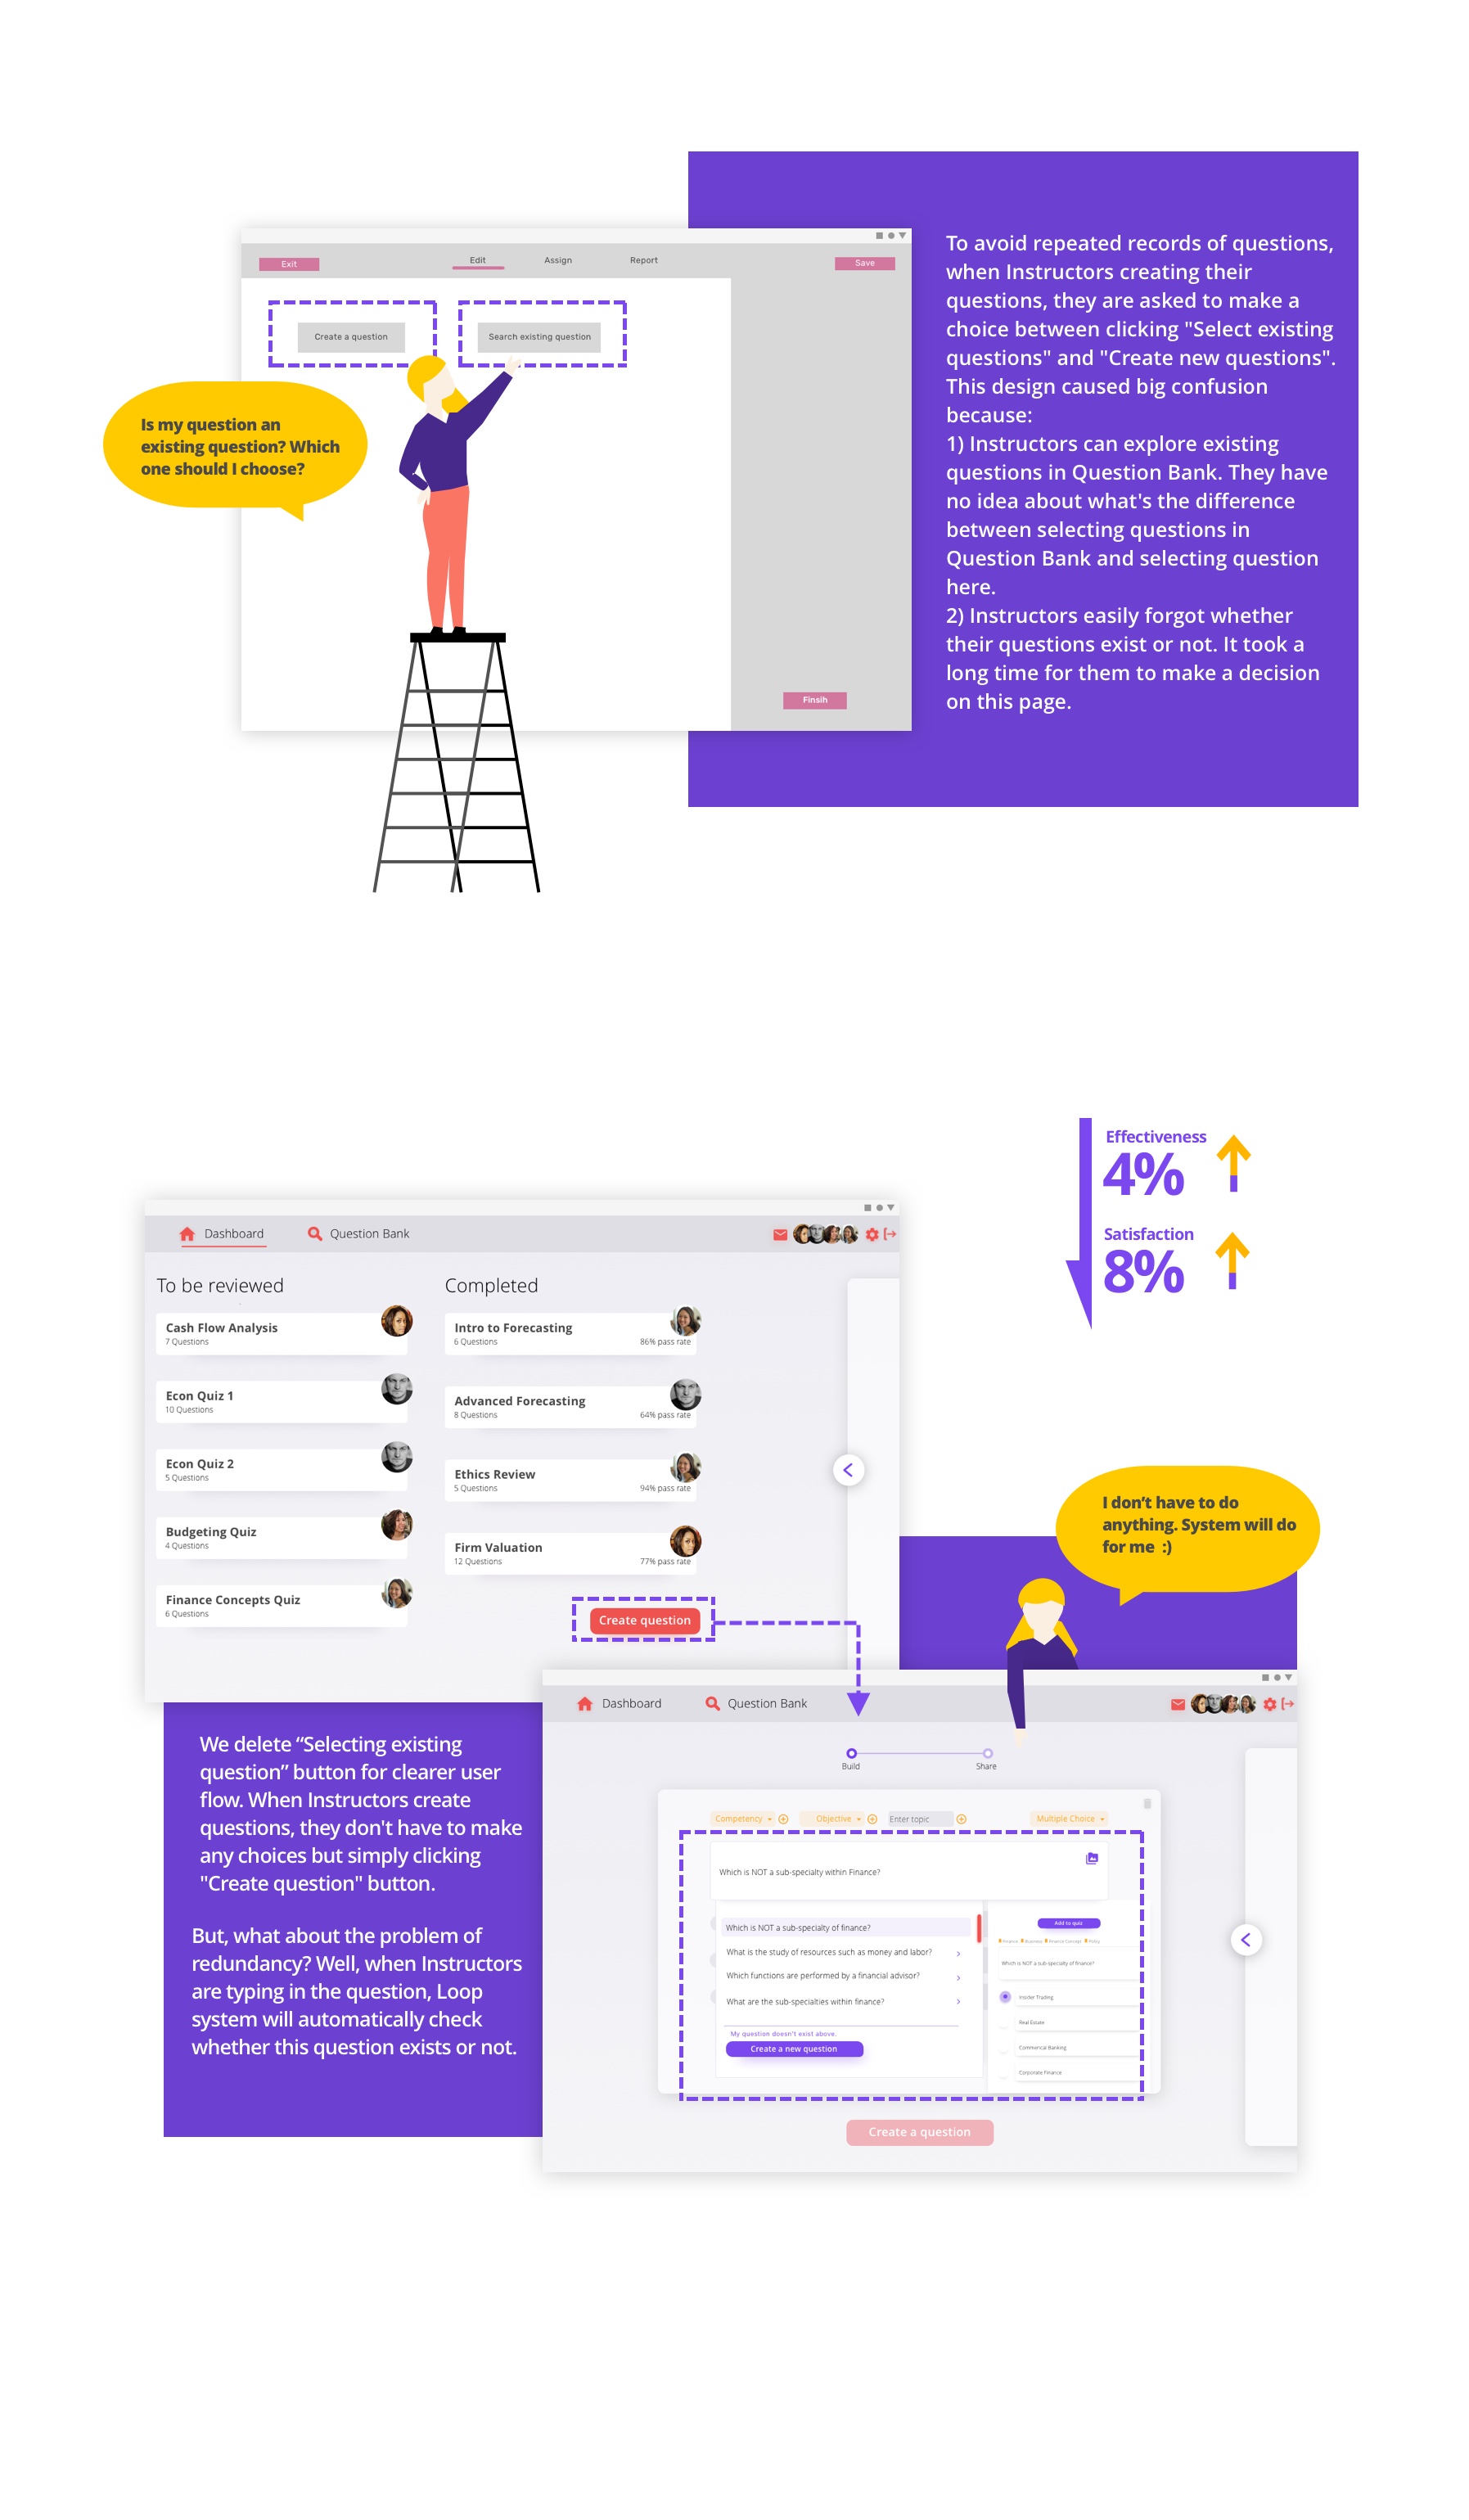 Exit
Edit
Assign
Report
Save
Create a question
Search existing question
Is my question an
existing question? Which
one should I choose?
Finsih
To avoid repeated records of questions,
when Instructors creating their
questions, they are asked to make a
choice between clicking "Select existing
questions" and "Create new questions".
This design caused big confusion
because:
1) Instructors can explore existing
questions in Question Bank. They have
no idea about what's the difference
between selecting questions in
Question Bank and selecting question
here.
2) Instructors easily forgot whether
their questions exist or not. It took a
long time for them to make a decision
on this page.
Effectiveness
4%
Satisfaction
8%
Dashboard
Question Bank
To be reviewed
Cash Flow Analysis
7 Questions
Econ Quiz 1
10 Questions
Econ Quiz 2
5 Questions
Budgeting Quiz
4 Questions
Finance Concepts Quiz
6 Questions
Completed
Intro to Forecasting
6 Questions
86% pass rate
Advanced Forecasting
8 Questions
64% pass rate
Ethics Review
5 Questions
94% pass rate
Firm Valuation
12 Questions
77% pass rate
Create question
I don’t have to do
anything. System will do
for me :)
We delete “Selecting existing
question” button for clearer user
flow. When Instructors create
questions, they don't have to make
any choices but simply clicking
"Create question" button.
But, what about the problem of
redundancy? Well, when Instructors
are typing in the question, Loop
system will automatically check
whether this question exists or not.
Dashboard
Question Bank
Build
Share
Competency
Objective
Enter topic
Multiple Choice
Which is NOT a sub-specialty within Finance?
Which is NOT a sub-specialty of finance?
What is the study of resources such as money and labor?
Which functions are performed by a financial advisor?
What are the sub-specialties within finance?
My question doesn't exist above.
Create a new question
Add to quiz
Finance
Business
Finance Concept
Policy
Which is NOT a sub-specialty of finance?
Insider Trading
Real Estate
Commerical Banking
Corporate Finance
Create a question